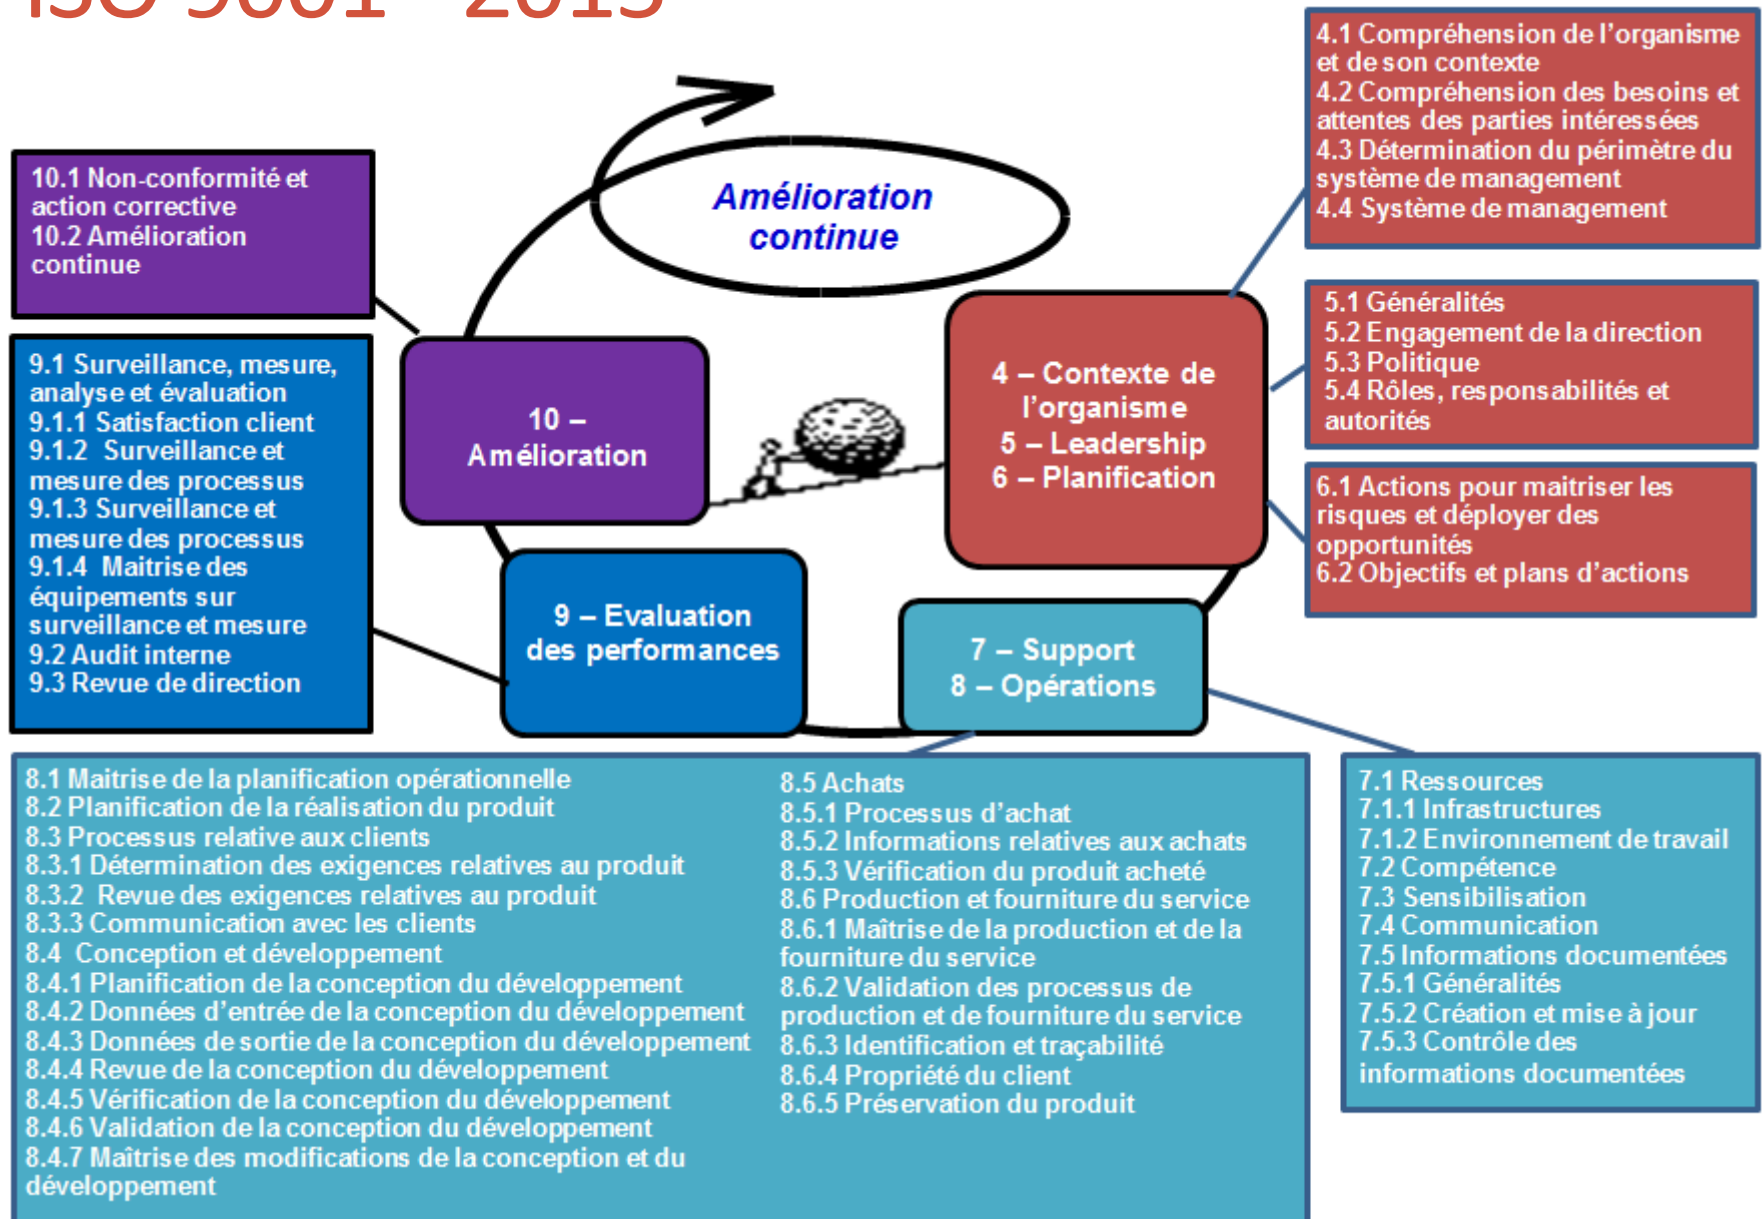 ISO 9001 - 2015
4.1 Compréhension de l'organisme
et de son contexte
4.2 Compréhension des besoins et
attentes des parties intéressées
4.3 Détermination du périmètre du
système de management
4.4 Système de management
Amélioration
continue
10.1 Non-conformité et
action corrective
10.2 Amélioration
continue
5.1 Généralités
5.2 Engagement de la direction
5.3 Politique
5.4 Rôles, responsabilités et
autorités
9.1 Surveillance, mesure,
analyse et évaluation
9.1.1 Satisfaction client
9.1.2 Surveillance et
mesure des processus
9.1.3 Surveillance et
mesure des processus
9.1.4 Maitrise des
équipements sur
surveillance et mesure
9.2 Audit interne
9.3 Revue de direction
10 –
Amélioration
4 – Contexte de
l'organisme
5 – Leadership
6 – Planification
6.1 Actions pour maitriser les
risques et déployer des
opportunités
6.2 Objectifs et plans d'actions
9 – Evaluation
des performances
7 – Support
8 – Opérations
8.1 Maitrise de la planification opérationnelle
8.2 Planification de la réalisation du produit
8.3 Processus relative aux clients
8.3.1 Détermination des exigences relatives au produit
8.3.2 Revue des exigences relatives au produit
8.3.3 Communication avec les clients
8.4 Conception et développement
8.4.1 Planification de la conception du développement
8.4.2 Données d'entrée de la conception du développement
8.4.3 Données de sortie de la conception du développement
8.4.4 Revue de la conception du développement
8.4.5 Vérification de la conception du développement
8.4.6 Validation de la conception du développement
8.4.7 Maîtrise des modifications de la conception et du
développement
8.5 Achats
8.5.1 Processus d'achat
8.5.2 Informations relatives aux achats
8.5.3 Vérification du produit acheté
8.6 Production et fourniture du service
8.6.1 Maîtrise de la production et de la
fourniture du service
8.6.2 Validation des processus de
production et de fourniture du service
8.6.3 Identification et traçabilité
8.6.4 Propriété du client
8.6.5 Préservation du produit
7.1 Ressources
7.1.1 Infrastructures
7.1.2 Environnement de travail
7.2 Compétence
7.3 Sensibilisation
7.4 Communication
7.5 Informations documentées
7.5.1 Généralités
7.5.2 Création et mise à jour
7.5.3 Contrôle des
informations documentées